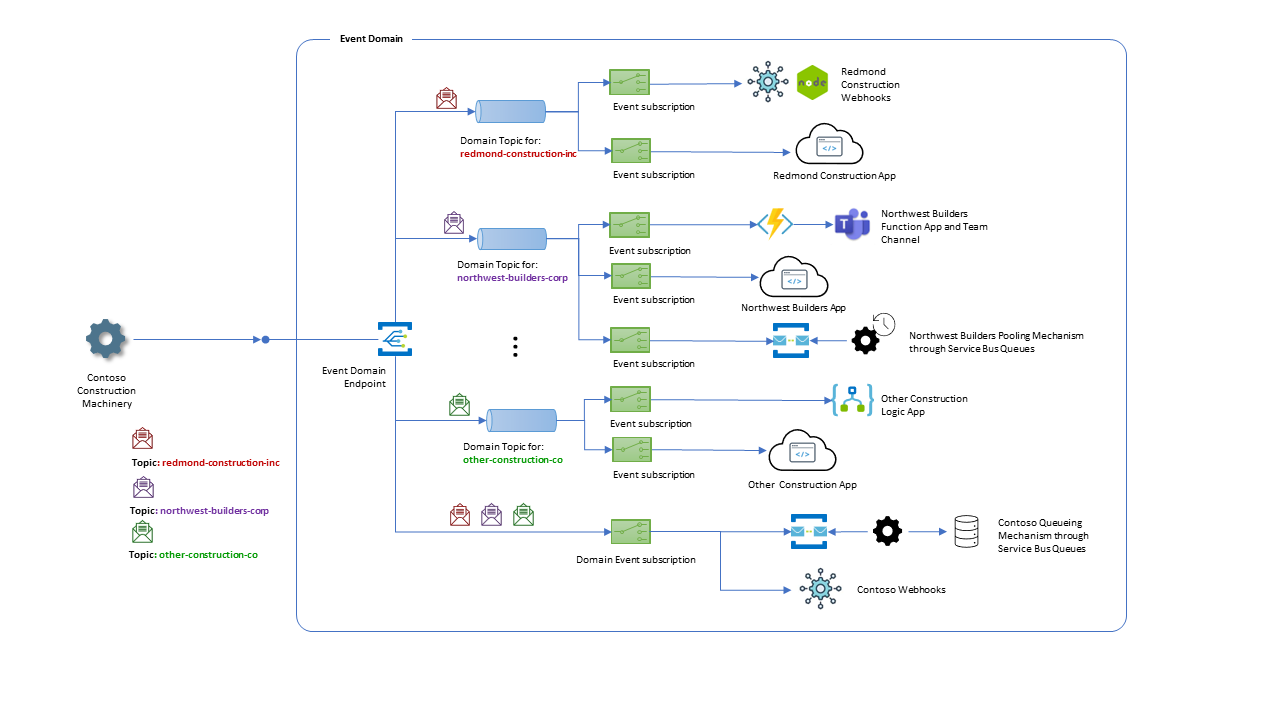 Event Domain
Redmond
Construction
Webhooks
node
Event subscription
Domain Topic for:
redmond-construction-inc
</>
Event subscription
Redmond Construction App
Northwest Builders
Function App and Team
Channel
T
Event subscription
Domain Topic for:
northwest-builders-corp
</>
Event subscription
Northwest Builders App
Northwest Builders Pooling Mechanism
through Service Bus Queues
Event subscription
Contoso
Construction
Machinery
Event Domain
Endpoint
Other Construction
Logic App
Event subscription
Domain Topic for:
other-construction-co
</>
Event subscription
Other Construction App
Topic: redmond-construction-inc
Topic: northwest-builders-corp
Topic: other-construction-co
Domain Event subscription
Contoso Queueing
Mechanism through
Service Bus Queues
Contoso Webhooks